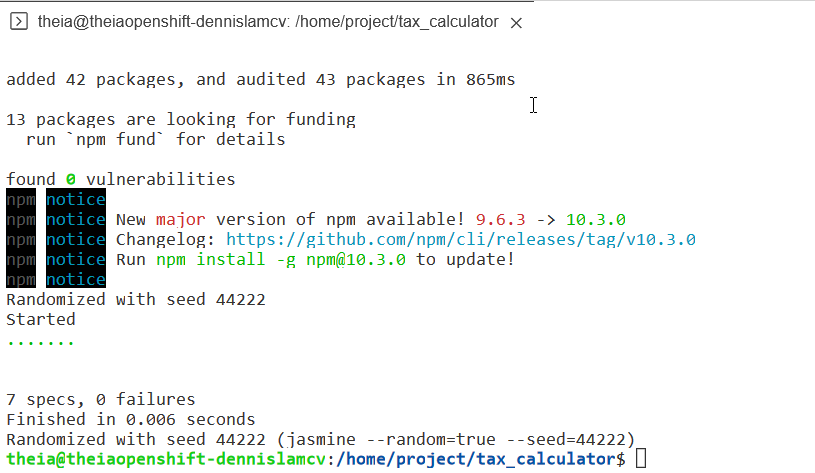 theia@theiaopenshift-dennislamcv: /home/project/tax_calculator ×
added 42 packages, and audited 43 packages in 865ms
13 packages are looking for funding
  run `npm fund` for details
found 0 vulnerabilities
npm notice
npm notice New major version of npm available! 9.6.3 -> 10.3.0
npm notice Changelog: https://github.com/npm/cli/releases/tag/v10.3.0
npm notice Run npm install -g npm@10.3.0 to update!
npm notice
Randomized with seed 44222
Started
.......
7 specs, 0 failures
Finished in 0.006 seconds
Randomized with seed 44222 (jasmine --random=true --seed=44222)
theia@theiaopenshift-dennislamcv:/home/project/tax_calculator$